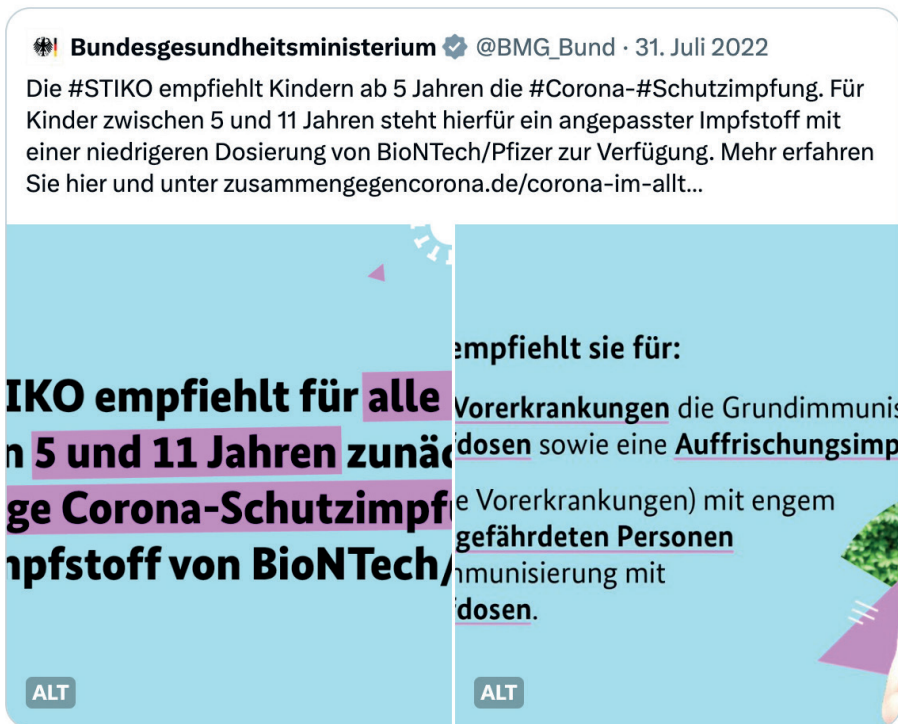 Bundesgesundheitsministerium @BMG_Bund · 31. Juli 2022
Die #STIKO empfiehlt Kindern ab 5 Jahren die #Corona-#Schutzimpfung. Für
Kinder zwischen 5 und 11 Jahren steht hierfür ein angepasster Impfstoff mit
einer niedrigeren Dosierung von BioNTech/Pfizer zur Verfügung. Mehr erfahren
Sie hier und unter zusammengegencorona.de/corona-im-allt...
IKO empfiehlt für alle
n 5 und 11 Jahren zunäc
ge Corona-Schutzimpf
mpfstoff von BioNTech/
ALT
empfiehlt sie für:
Vorerkrankungen die Grundimmunis
dosen sowie eine Auffrischungsimp
e Vorerkrankungen) mit engem
gefährdeten Personen
mmunisierung mit
dosen.
ALT